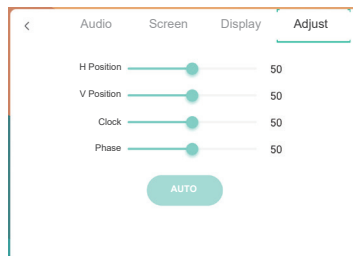 Audio Screen Display Adjust
H Position 50
V Position 50
Clock 50
Phase 50
AUTO